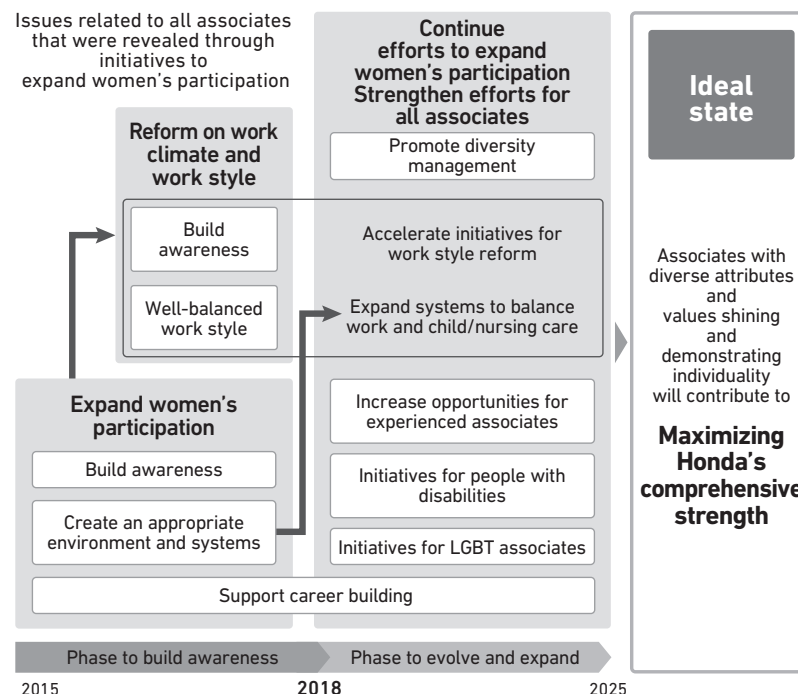 Issues related to all associates
that were revealed through
initiatives to
expand women's participation
Reform on work
climate and
work style
Build
awareness
Well-balanced
work style
Expand women's
participation
Build awareness
Create an appropriate
environment and systems
Continue
efforts to expand
women's participation
Strengthen efforts for
all associates
Promote diversity
management
Accelerate initiatives for
work style reform
Expand systems to balance
work and child/nursing care
Increase opportunities for
experienced associates
Initiatives for people with
disabilities
Initiatives for LGBT associates
Support career building
Ideal
state
Associates with
diverse attributes
and
values shining
and
demonstrating
individuality
will contribute to
Maximizing
Honda's
comprehensive
strength
Phase to build awareness
Phase to evolve and expand
2015
2018
2025